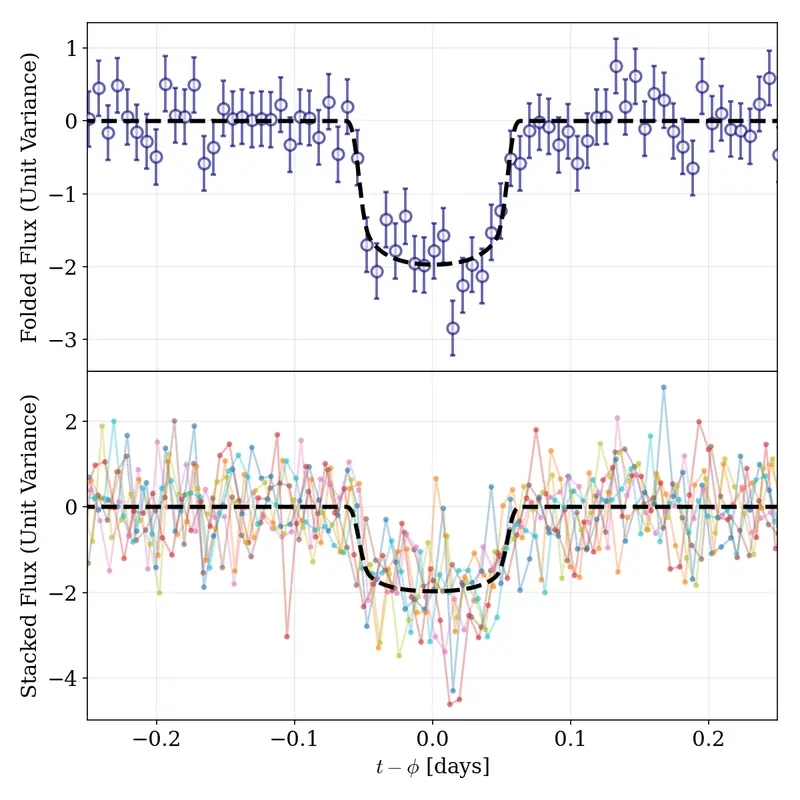 Folded Flux (Unit Variance)
1
0
−1
−2
−3
Stacked Flux (Unit Variance)
2
0
−2
−4
−0.2 −0.1 0.0 0.1 0.2
t − ϕ [days]